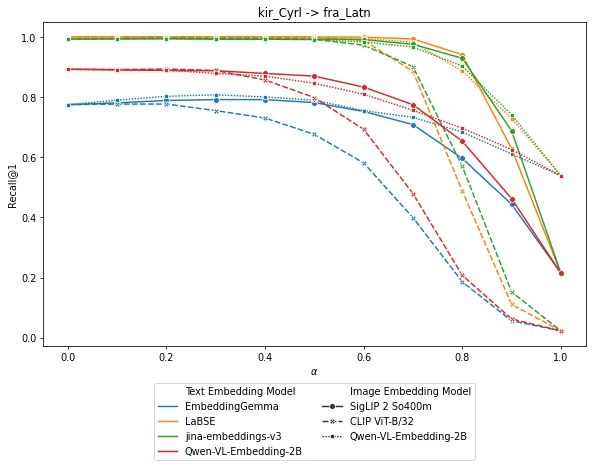 kir_Cyrl -> fra_Latn
Recall@1
1.0
0.8
0.6
0.4
0.2
0.0
0.0 0.2 0.4 0.6 0.8 1.0
α
Text Embedding Model
EmbeddingGemma
LaBSE
jina-embeddings-v3
Qwen-VL-Embedding-2B
Image Embedding Model
SigLIP 2 So400m
CLIP ViT-B/32
Qwen-VL-Embedding-2B